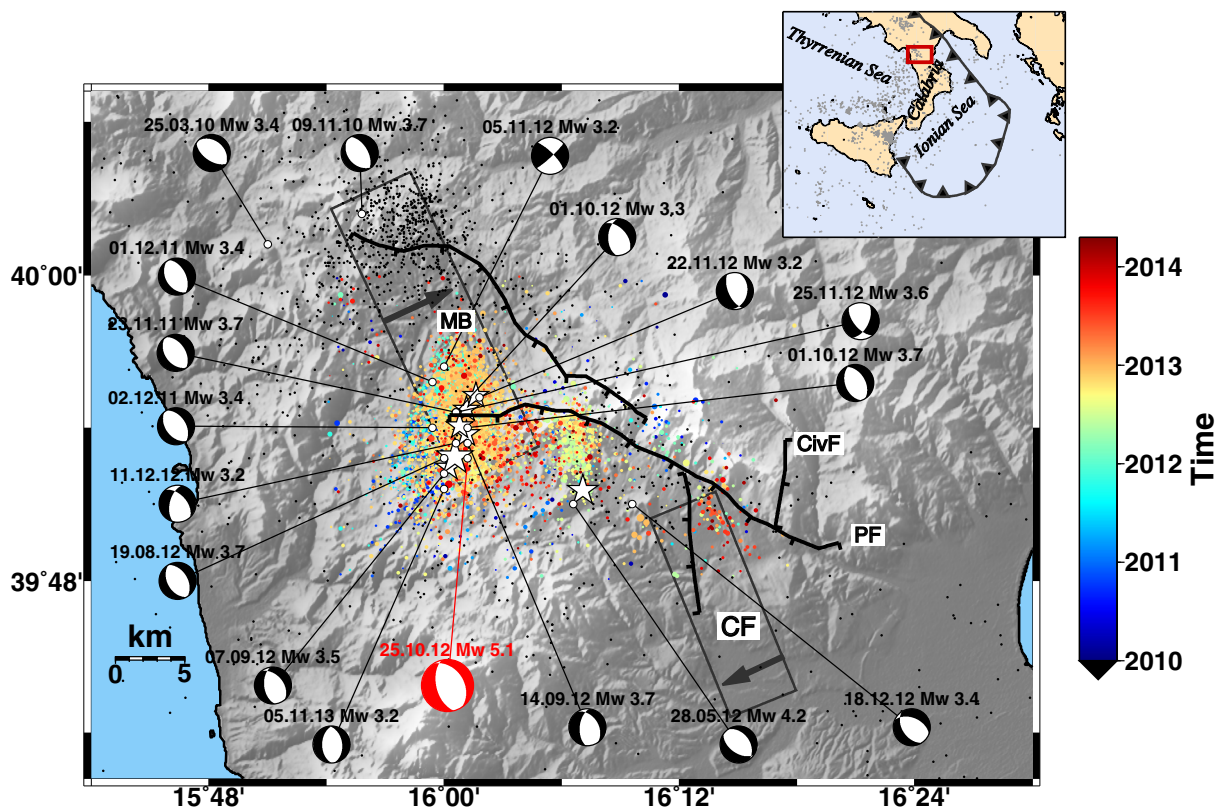 Thyrrenian Sea
Calabria
Ionian Sea
25.03.10 Mw 3.4
09.11.10 Mw 3.7
05.11.12 Mw 3.2
01.10.12 Mw 3,3
01.12.11 Mw 3.4
22.11.12 Mw 3.2
40˚00'
2014
25.11.12 Mw 3.6
MB
23.11.11 Mw 3.7
01.10.12 Mw 3.7
2013
02.12.11 Mw 3.4
CivF
2012
Time
11.12.12 Mw 3.2
PF
19.08.12 Mw 3.7
2011
39˚48'
CF
km
0 5
07.09.12 Mw 3.5
25.10.12 Mw 5.1
2010
05.11.13 Mw 3.2
14.09.12 Mw 3.7
28.05.12 Mw 4.2
18.12.12 Mw 3.4
15˚48'
16˚00'
16˚12'
16˚24'